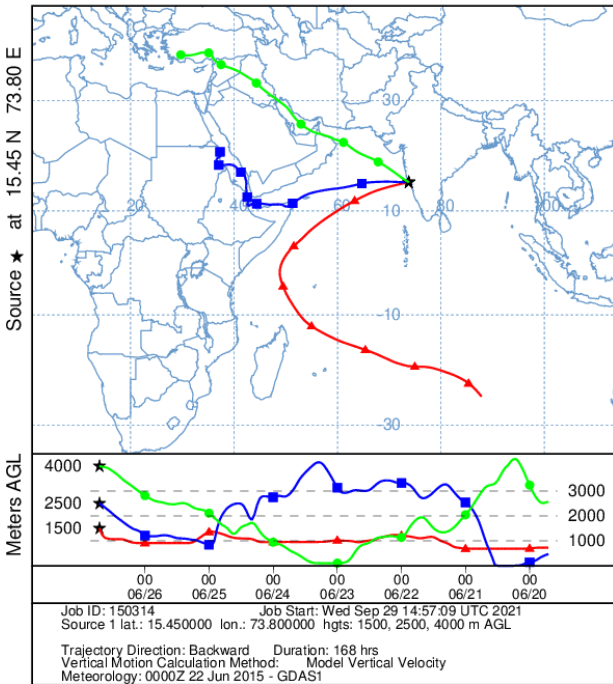 Source ★ at 15.45 N 73.80 E
30
20
40
60
10
80
100
-10
-30
Meters AGL
4000
2500
1500
3000
2000
1000
00 00 00 00 00 00 00
06/26 06/25 06/24 06/23 06/22 06/21 06/20
Job ID: 150314 Job Start: Wed Sep 29 14:57:09 UTC 2021
Source 1 lat.: 15.450000 lon.: 73.800000 hgts: 1500, 2500, 4000 m AGL
Trajectory Direction: Backward Duration: 168 hrs
Vertical Motion Calculation Method: Model Vertical Velocity
Meteorology: 0000Z 22 Jun 2015 - GDAS1